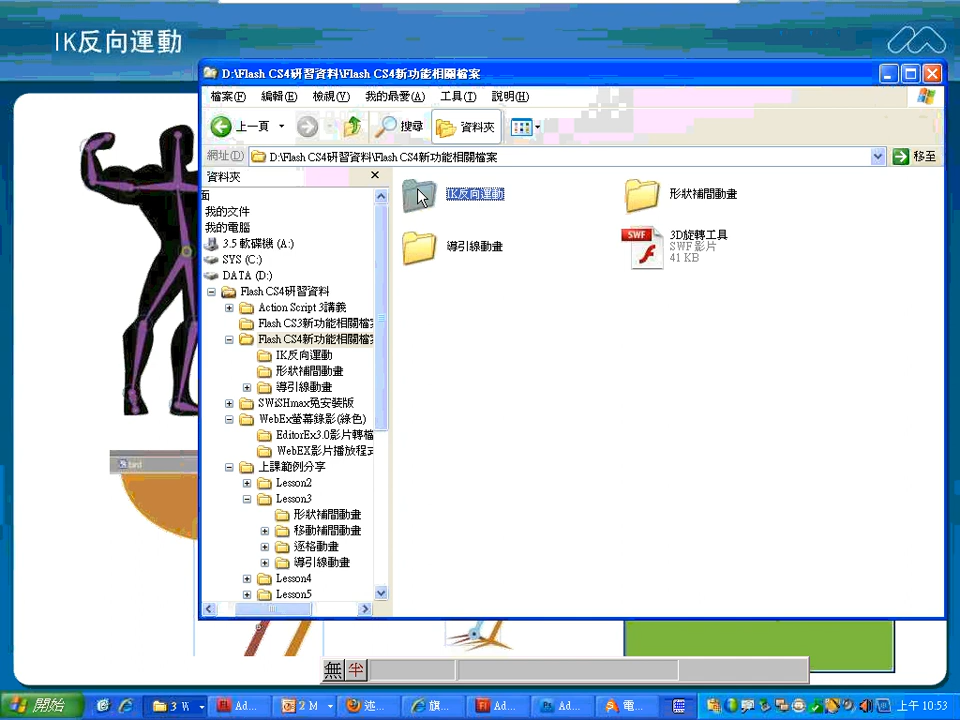 IK反向運動
D:\Flash CS4研習資料\Flash CS4新功能相關檔案
檔案(F) 編輯(E) 檢視(V) 我的最愛(A) 工具(T) 說明(H)
上一頁 搜尋 資料夾
網址(D) D:\Flash CS4研習資料\Flash CS4新功能相關檔案 移至
資料夾
面
我的文件
我的電腦
3.5 軟碟機 (A:)
SYS (C:)
DATA (D:)
Flash CS4研習資料
Action Script 3講義
Flash CS3新功能相關檔案
Flash CS4新功能相關檔案
IK反向運動
形狀補間動畫
導引線動畫
SWiSHmax免安裝版
WebEx螢幕錄影(綠色)
EditorEx3.0影片轉檔
WebEX影片播放程式
上課範例分享
Lesson2
Lesson3
形狀補間動畫
移動補間動畫
逐格動畫
導引線動畫
Lesson4
Lesson5
IK反向運動
形狀補間動畫
導引線動畫
SWF
3D旋轉工具
SWF 影片
41 KB
無 半
開始 3 W 2 M Ad... 迷... 旗... Ad... Ad... 電... 上午 10:53